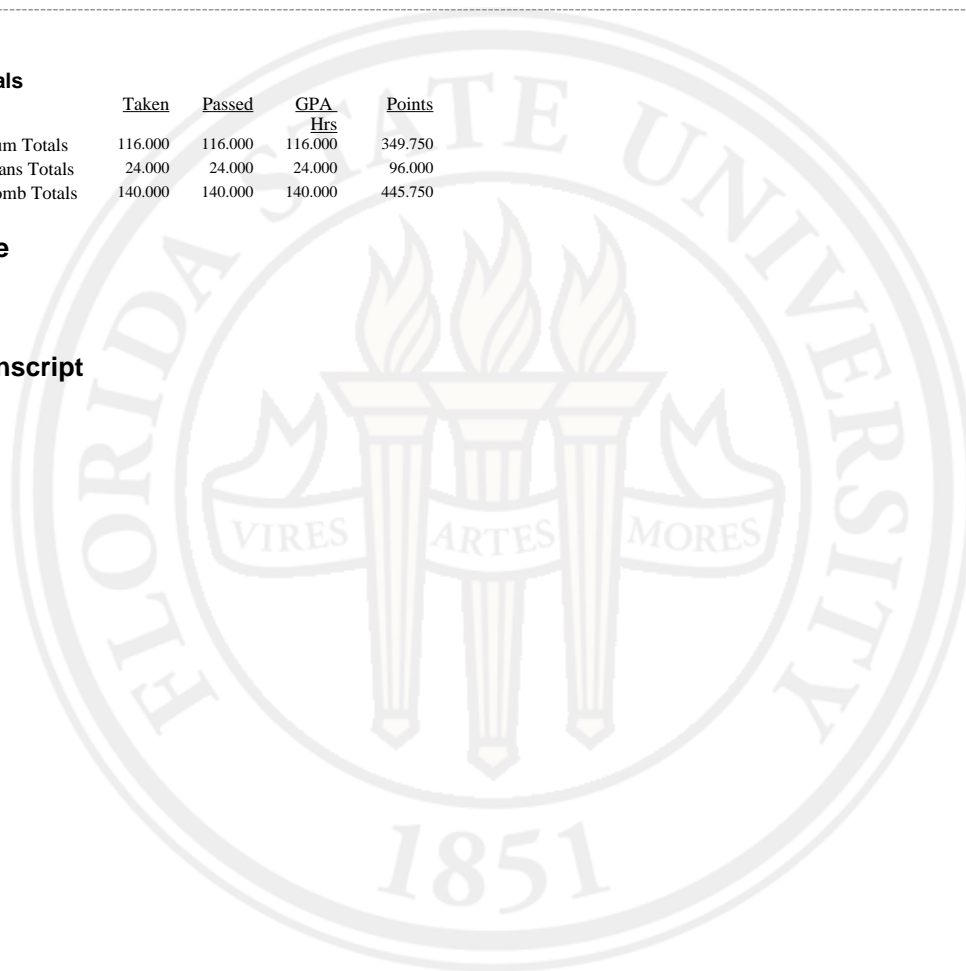 als
Taken Passed GPA Hrs Points
um Totals 116.000 116.000 116.000 349.750
ans Totals 24.000 24.000 24.000 96.000
omb Totals 140.000 140.000 140.000 445.750
e
nscript
FLORIDA STATE UNIVERSITY
VIRES ARTES MORES
1851